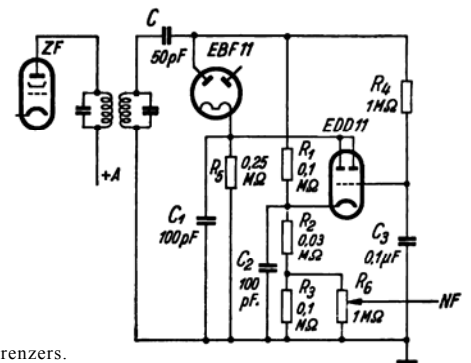 C
50pF
EBF11
ZF
+A
R4
1MΩ
EDD11
R5
0,25
MΩ
R1
0,1
MΩ
C1
100pF
R2
0,03
MΩ
C2
100
pF.
C3
0,1µF
R3
0,1
MΩ
R6
1MΩ
NF
renzers.